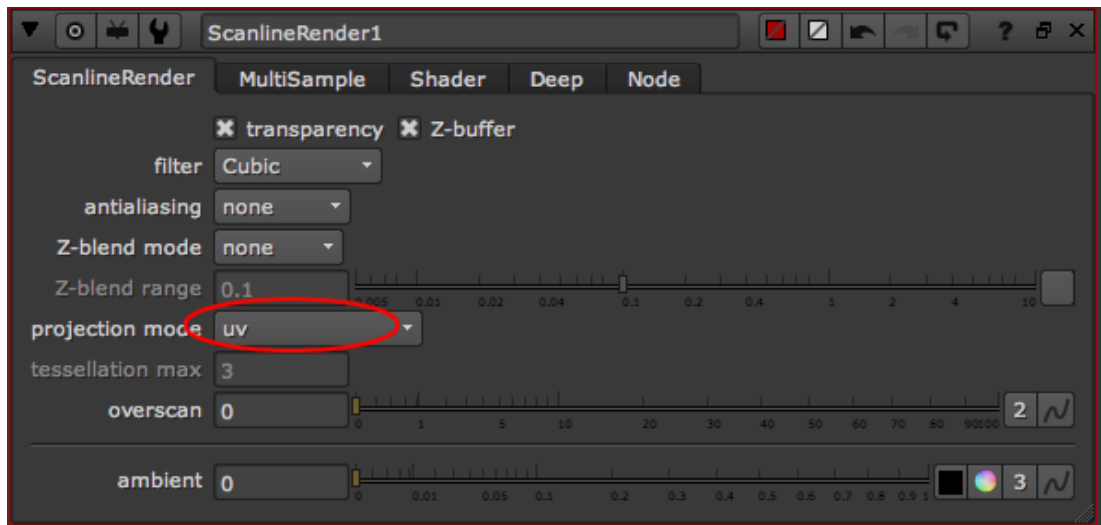 ScanlineRender1 ?
ScanlineRender MultiSample Shader Deep Node
transparency Z-buffer
filter Cubic
antialiasing none
Z-blend mode none
Z-blend range 0.1
0.005 0.01 0.02 0.04 0.1 0.2 0.4 1 2 4 10
projection mode uv
tessellation max 3
overscan 0 2
0 1 5 10 20 30 40 50 60 70 80 90100
ambient 0 3
0 0.01 0.05 0.1 0.2 0.3 0.4 0.5 0.6 0.7 0.8 0.9 1